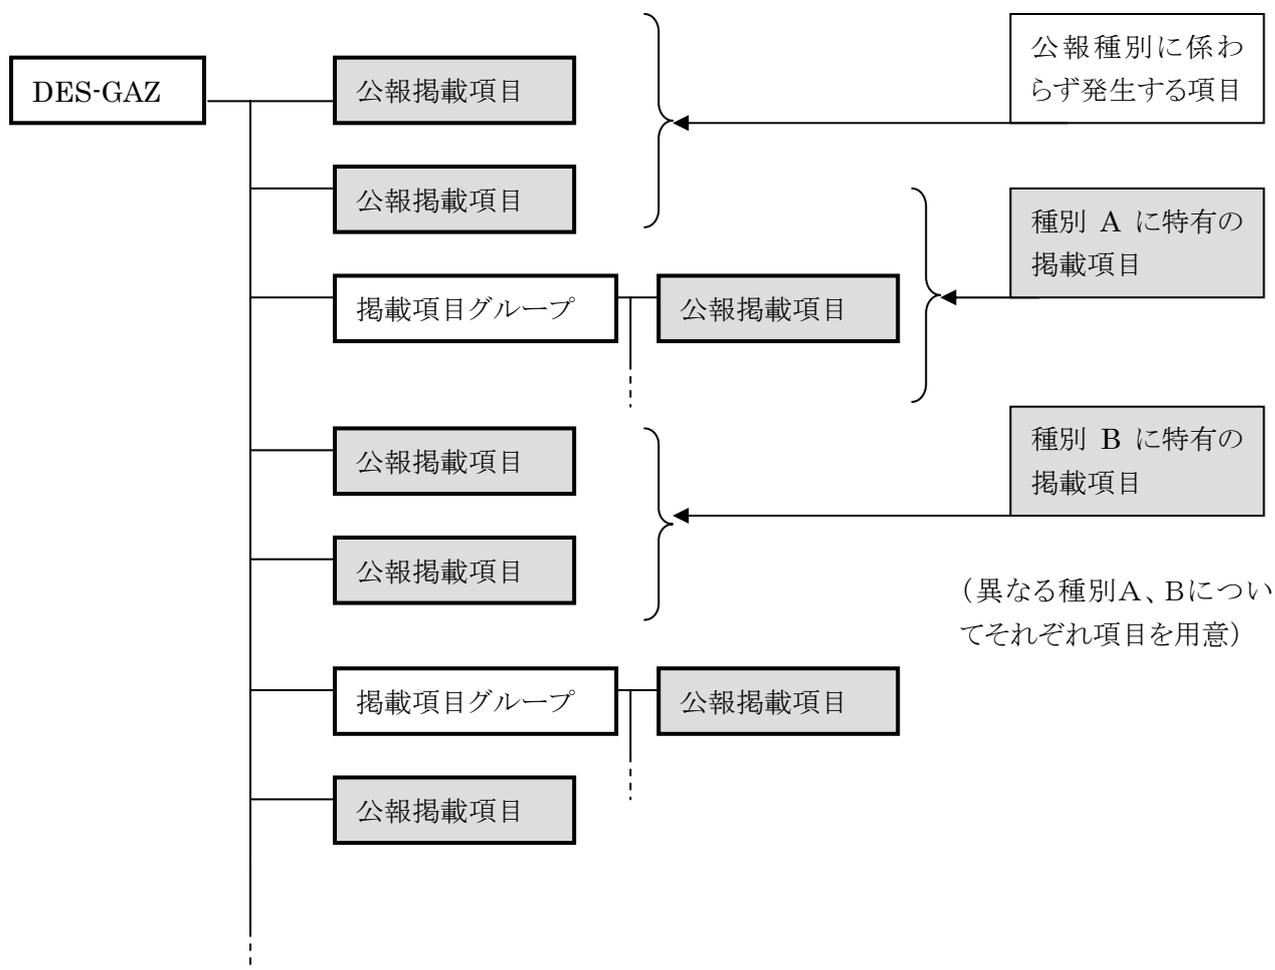 DES-GAZ
公報掲載項目
公報種別に係わ
らず発生する項目
公報掲載項目
種別 A に特有の
掲載項目
掲載項目グループ
公報掲載項目
公報掲載項目
種別 B に特有の
掲載項目
公報掲載項目
（異なる種別Ａ、Ｂについ
てそれぞれ項目を用意）
掲載項目グループ
公報掲載項目
公報掲載項目